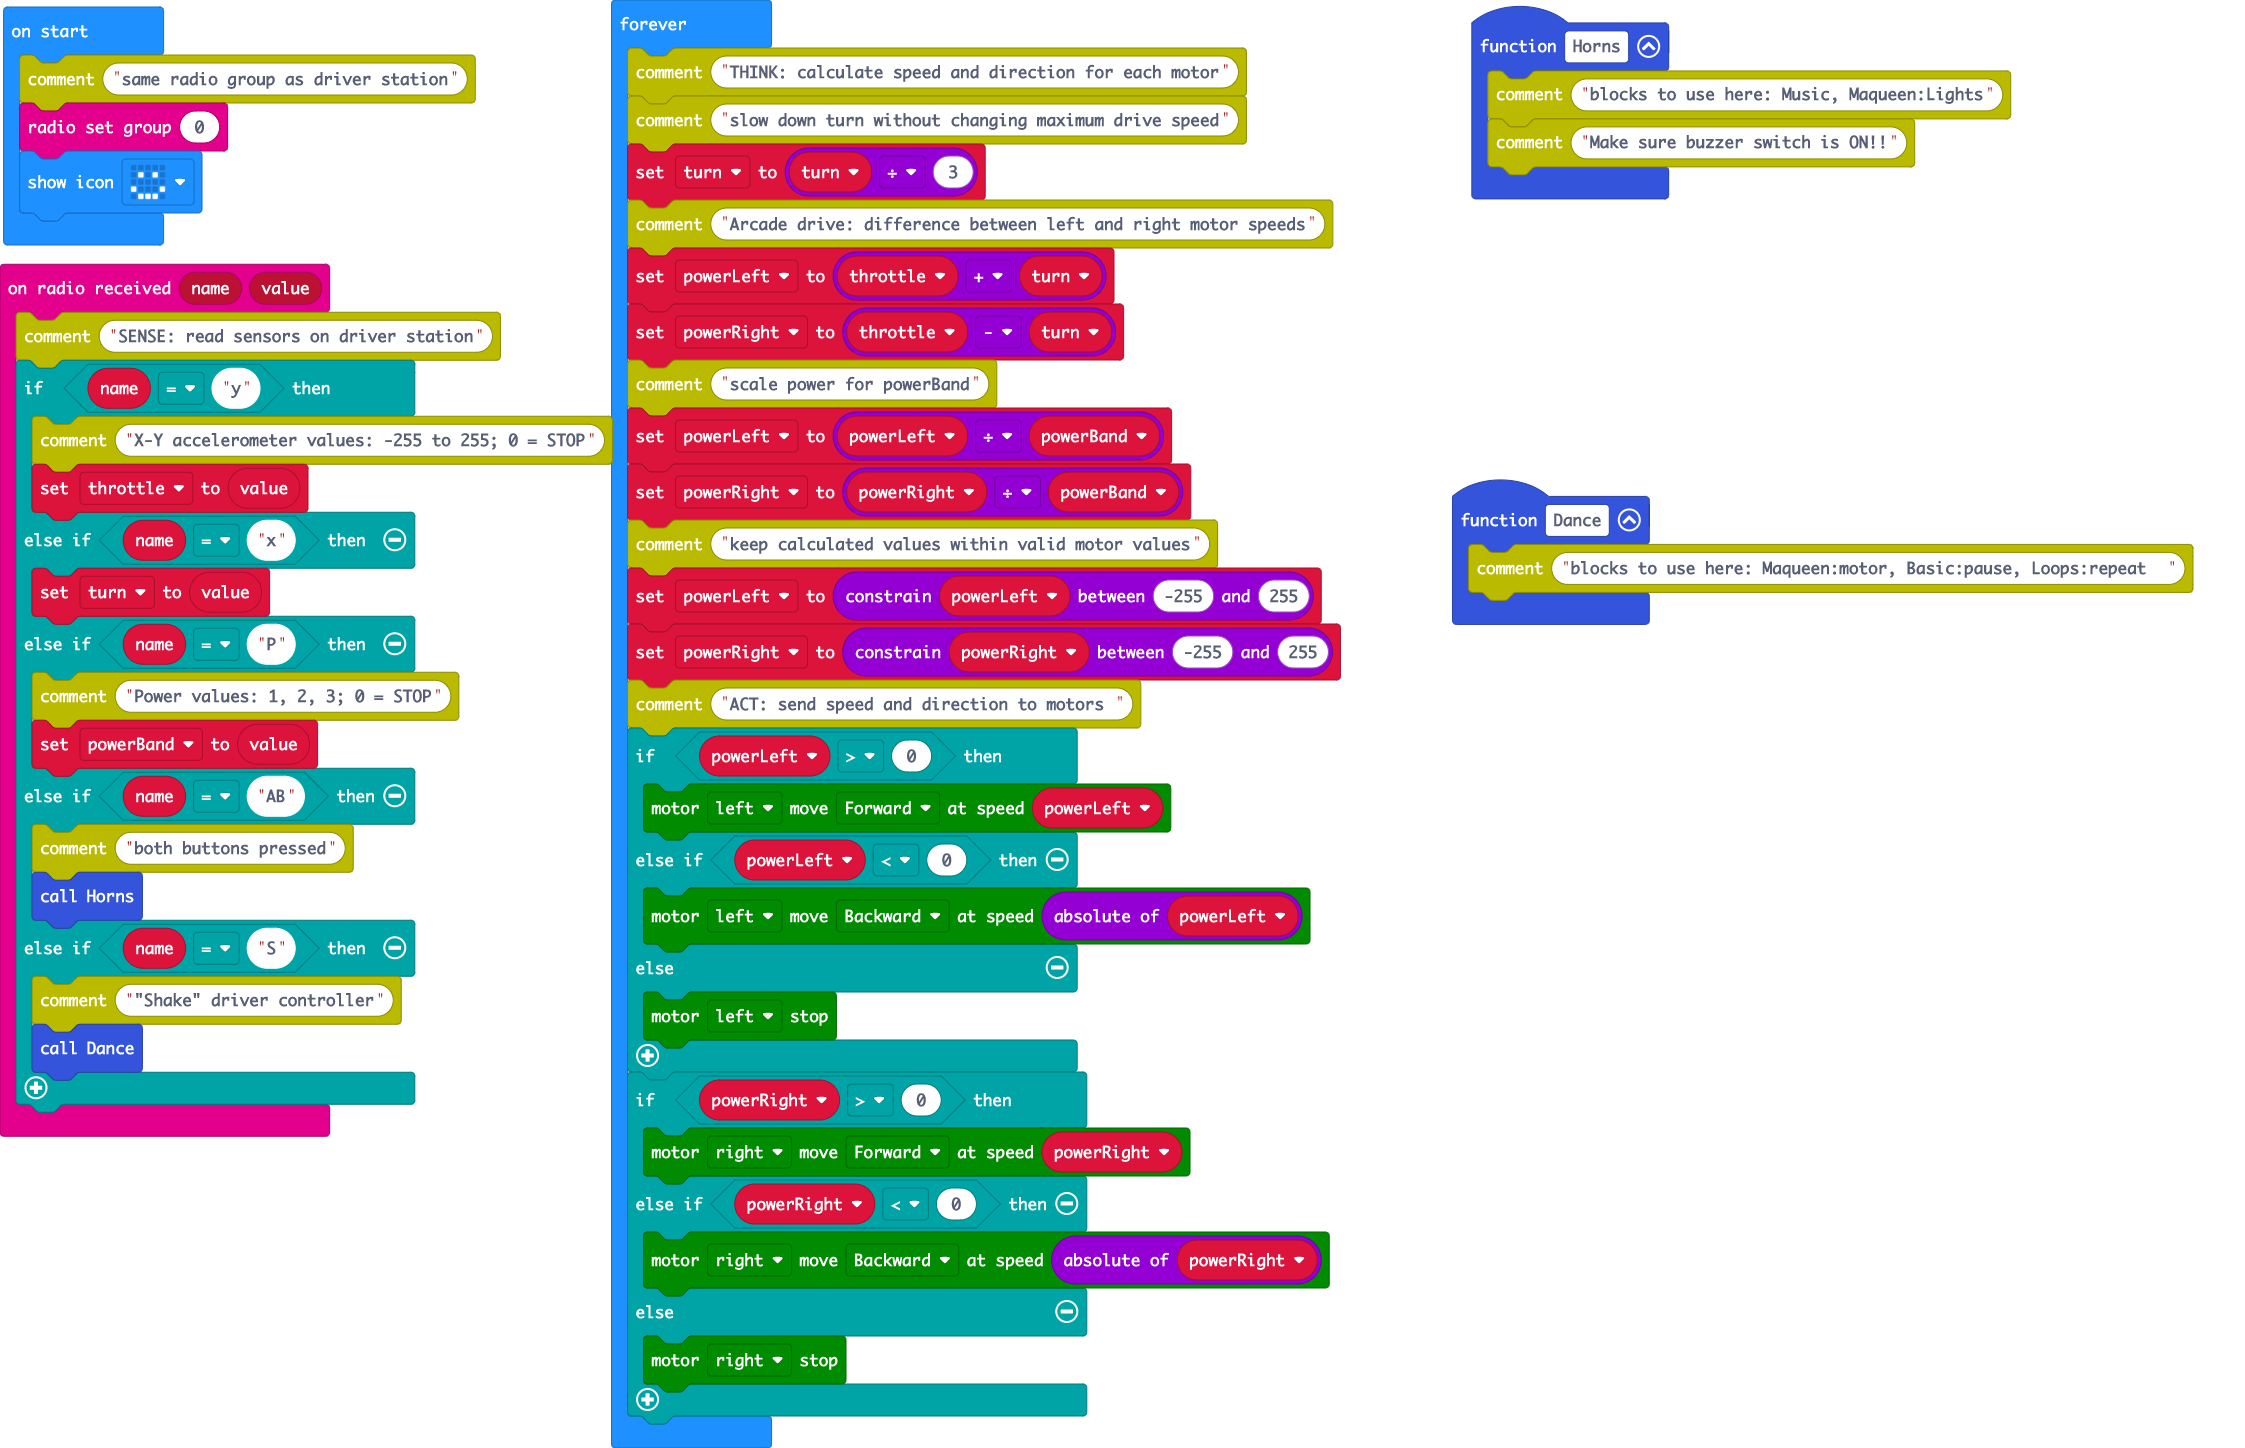 on start
comment "same radio group as driver station"
radio set group 0
show icon
on radio received name value
comment "SENSE: read sensors on driver station"
if name = "y" then
comment "X-Y accelerometer values: -255 to 255; 0 = STOP"
set throttle to value
else if name = "x" then
set turn to value
else if name = "P" then
comment "Power values: 1, 2, 3; 0 = STOP"
set powerBand to value
else if name = "AB" then
comment "both buttons pressed"
call Horns
else if name = "S" then
comment ""Shake" driver controller"
call Dance
forever
comment "THINK: calculate speed and direction for each motor"
comment "slow down turn without changing maximum drive speed"
set turn to turn ÷ 3
comment "Arcade drive: difference between left and right motor speeds"
set powerLeft to throttle + turn
set powerRight to throttle - turn
comment "scale power for powerBand"
set powerLeft to powerLeft ÷ powerBand
set powerRight to powerRight ÷ powerBand
comment "keep calculated values within valid motor values"
set powerLeft to constrain powerLeft between -255 and 255
set powerRight to constrain powerRight between -255 and 255
comment "ACT: send speed and direction to motors "
if powerLeft > 0 then
motor left move Forward at speed powerLeft
else if powerLeft < 0 then
motor left move Backward at speed absolute of powerLeft
else
motor left stop
if powerRight > 0 then
motor right move Forward at speed powerRight
else if powerRight < 0 then
motor right move Backward at speed absolute of powerRight
else
motor right stop
function Horns
comment "blocks to use here: Music, Maqueen:Lights"
comment "Make sure buzzer switch is ON!!"
function Dance
comment "blocks to use here: Maqueen:motor, Basic:pause, Loops:repeat "